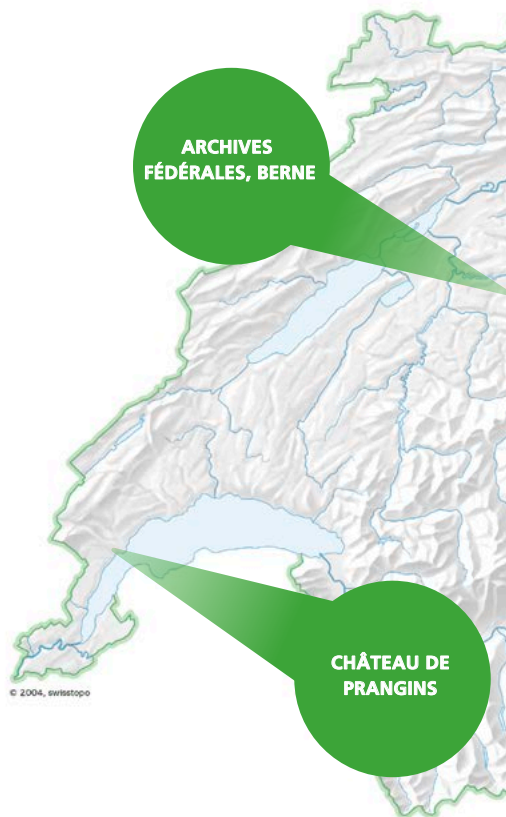 ARCHIVES
FÉDÉRALES, BERNE
CHÂTEAU DE
PRANGINS
© 2004, swisstopo